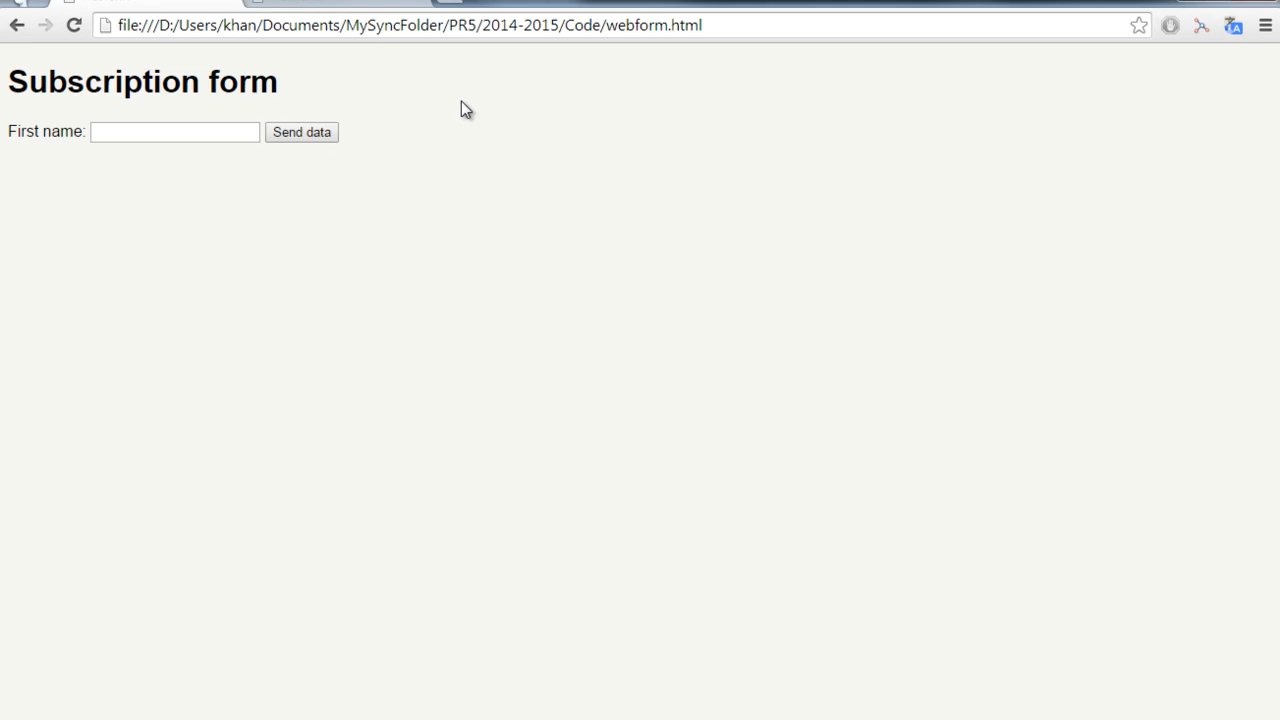 file:///D:/Users/khan/Documents/MySyncFolder/PR5/2014-2015/Code/webform.html
Subscription form
First name: Send data